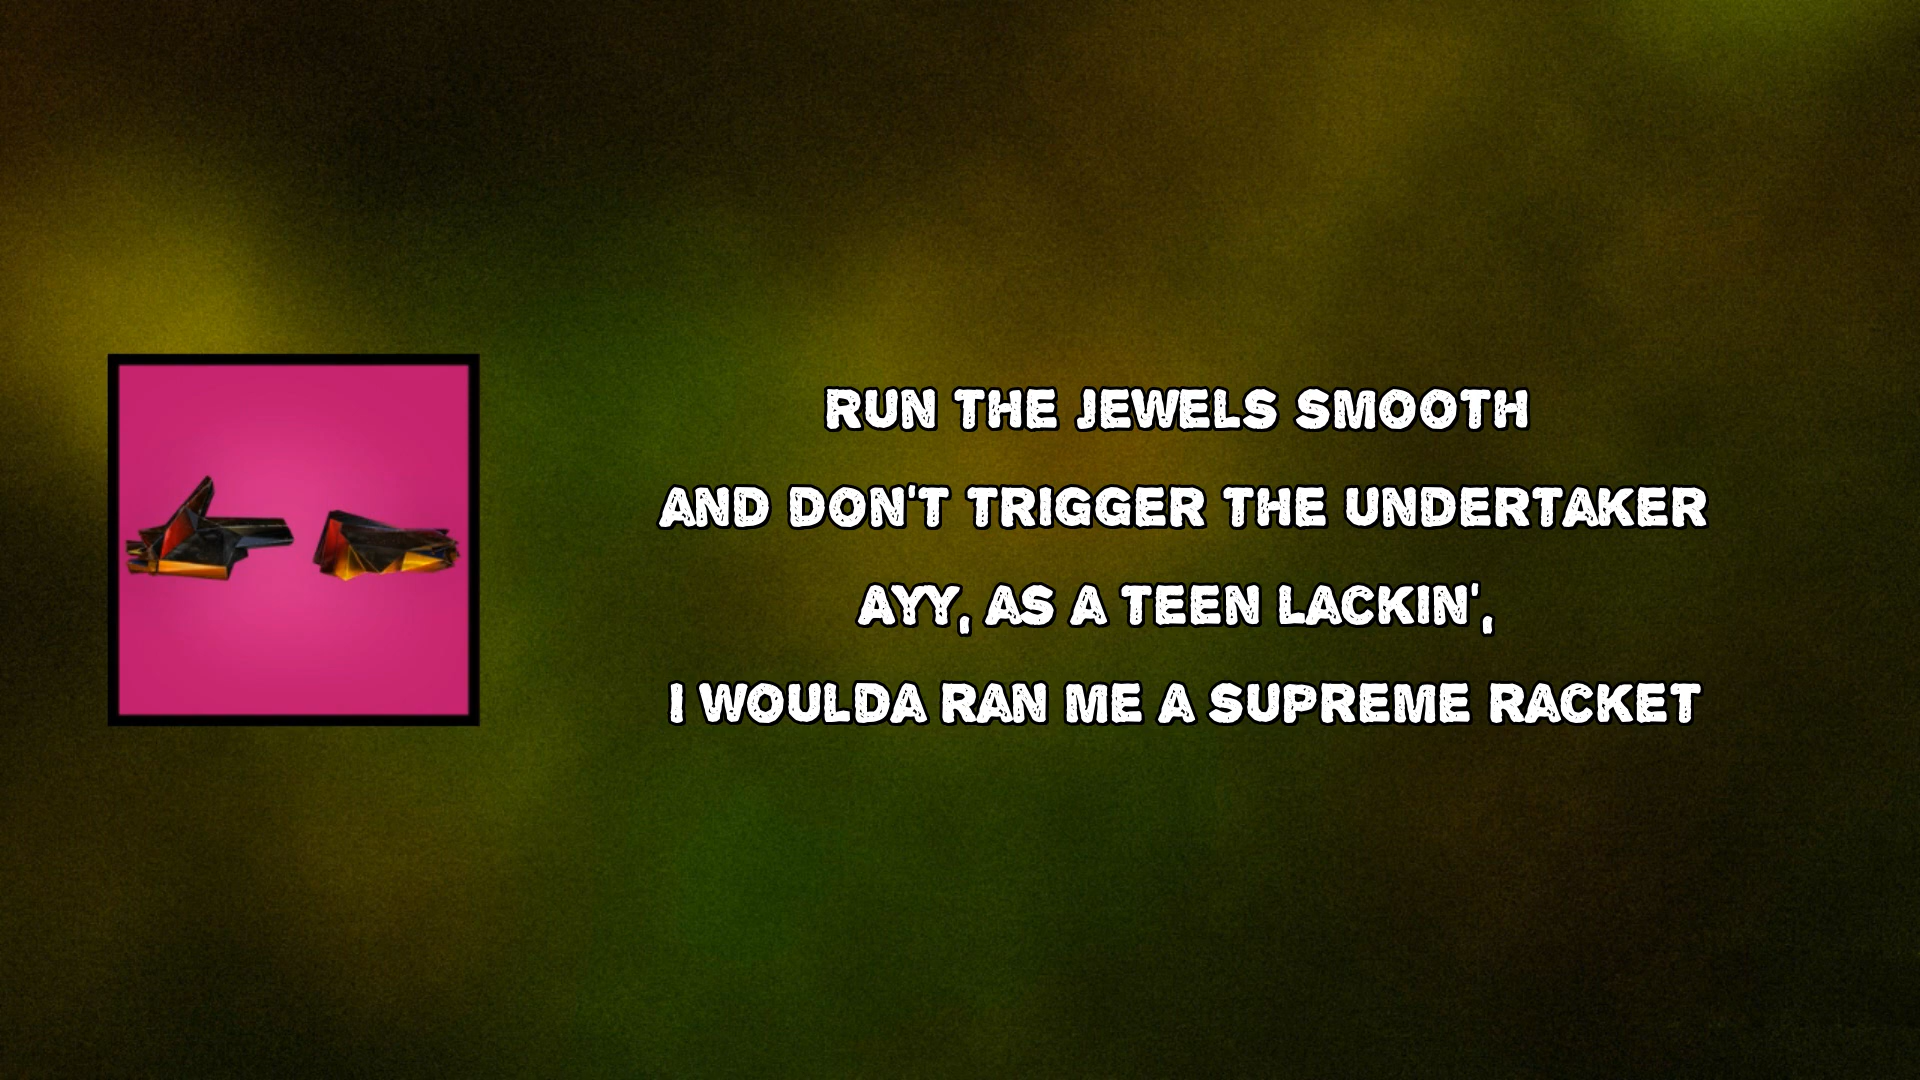 RUN THE JEWELS SMOOTH
AND DON'T TRIGGER THE UNDERTAKER
AYY, AS A TEEN LACKIN',
I WOULDA RAN ME A SUPREME RACKET